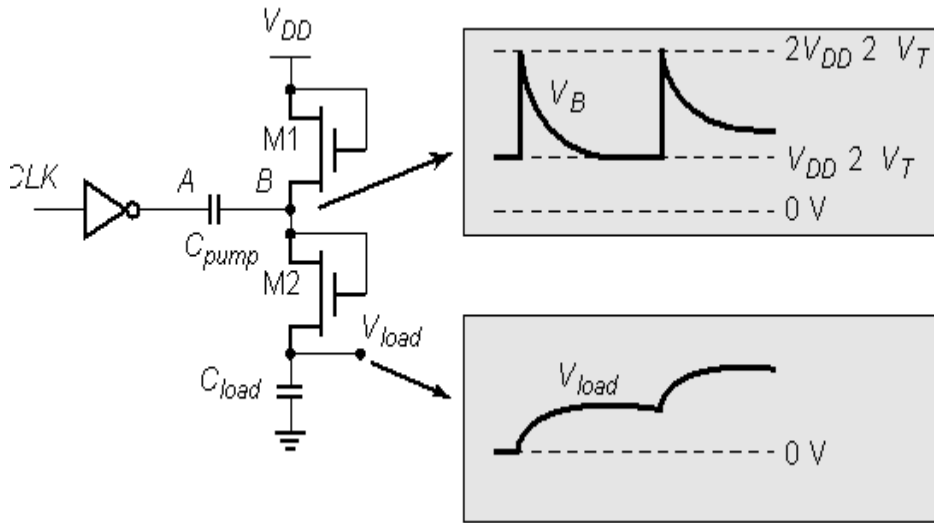 V_DD
M1
CLK
A
B
C_pump
M2
V_load
C_load
2V_DD 2 V_T
V_B
V_DD 2 V_T
0 V
V_load
0 V